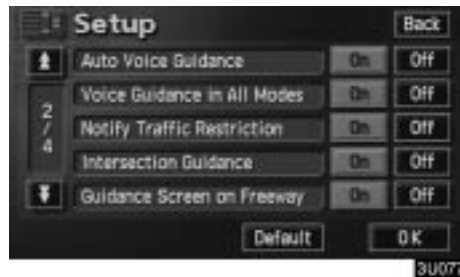 Setup Back
Auto Voice Guidance On Off
Voice Guidance in All Modes On Off
2/4
Notify Traffic Restriction On Off
Intersection Guidance On Off
Guidance Screen on Freeway On Off
Default OK
3U077